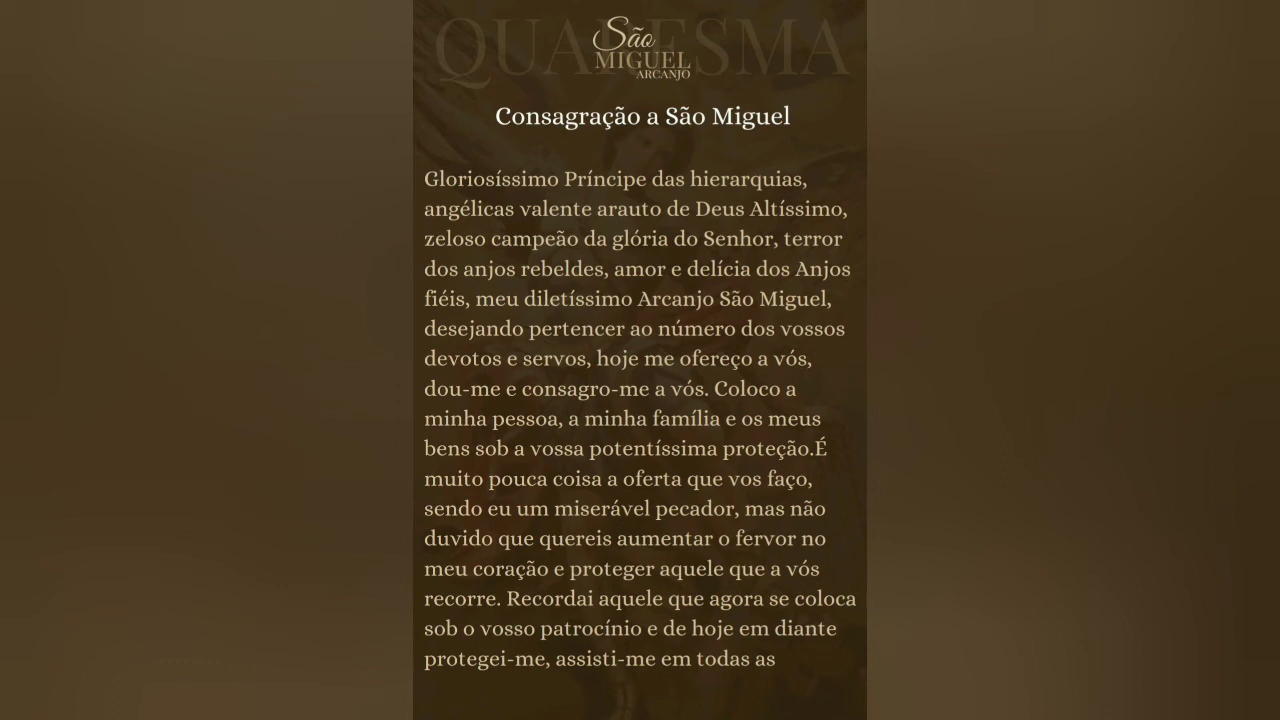 QUARESMA
São
MIGUEL
ARCANJO
Consagração a São Miguel
Gloriosíssimo Príncipe das hierarquias,
angélicas valente arauto de Deus Altíssimo,
zeloso campeão da glória do Senhor, terror
dos anjos rebeldes, amor e delícia dos Anjos
fiéis, meu diletíssimo Arcanjo São Miguel,
desejando pertencer ao número dos vossos
devotos e servos, hoje me ofereço a vós,
dou-me e consagro-me a vós. Coloco a
minha pessoa, a minha família e os meus
bens sob a vossa potentíssima proteção.É
muito pouca coisa a oferta que vos faço,
sendo eu um miserável pecador, mas não
duvido que quereis aumentar o fervor no
meu coração e proteger aquele que a vós
recorre. Recordai aquele que agora se coloca
sob o vosso patrocínio e de hoje em diante
protegei-me, assisti-me em todas as